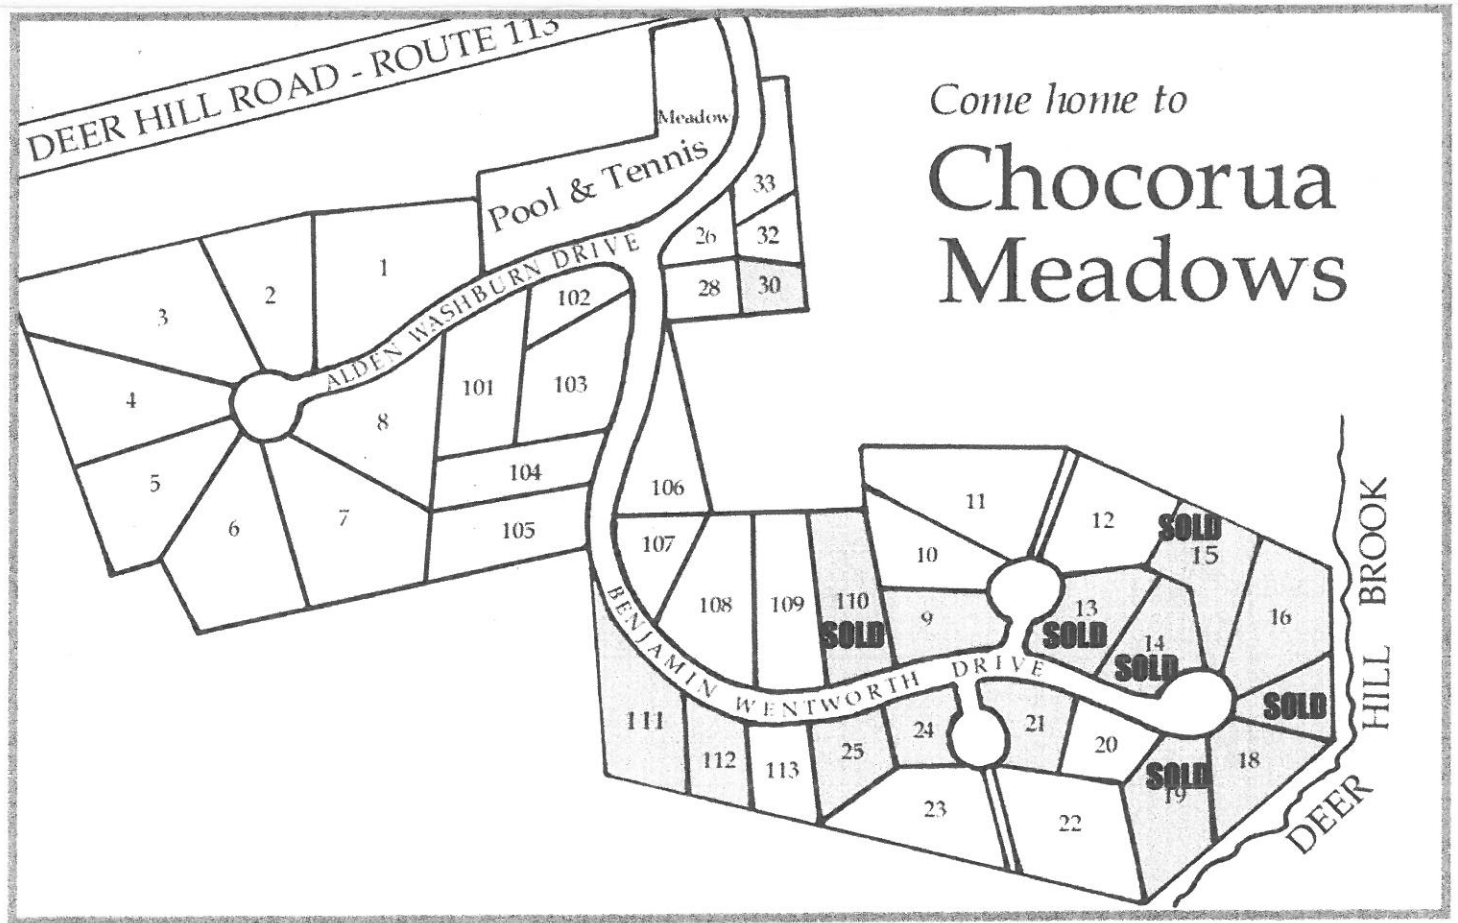 DEER HILL ROAD - ROUTE 113
Come home to
Chocorua
Meadows
Meadow
Pool & Tennis
ALDEN WASHBURN DRIVE
BENJAMIN WENTWORTH DRIVE
DEER HILL BROOK
1
2
3
4
5
6
7
8
101
102
103
104
105
33
26
32
28
30
106
107
108
109
110
SOLD
9
10
11
12
SOLD
15
13
SOLD
14
SOLD
16
SOLD
18
SOLD
19
20
21
22
23
24
25
111
112
113